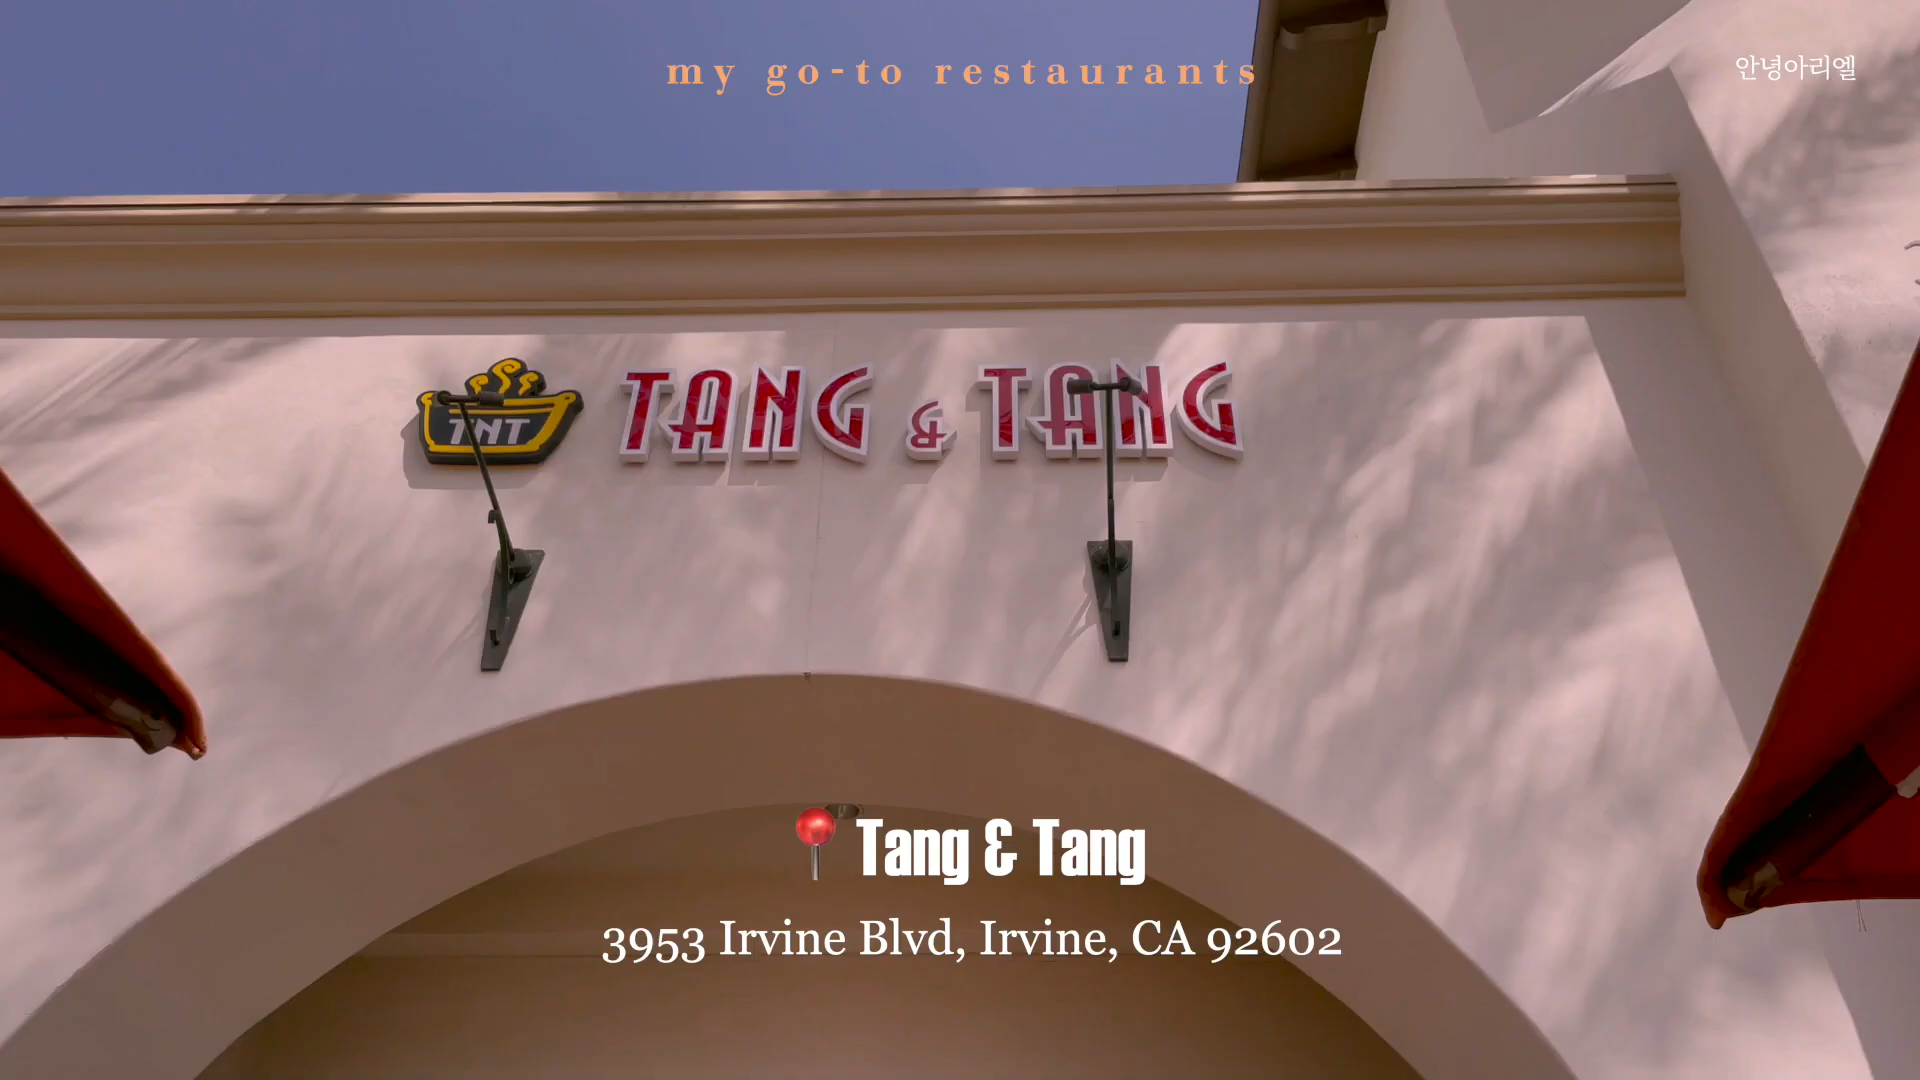 my go-to restaurants
안녕아리엘
TNT TANG & TANG
Tang & Tang
3953 Irvine Blvd, Irvine, CA 92602